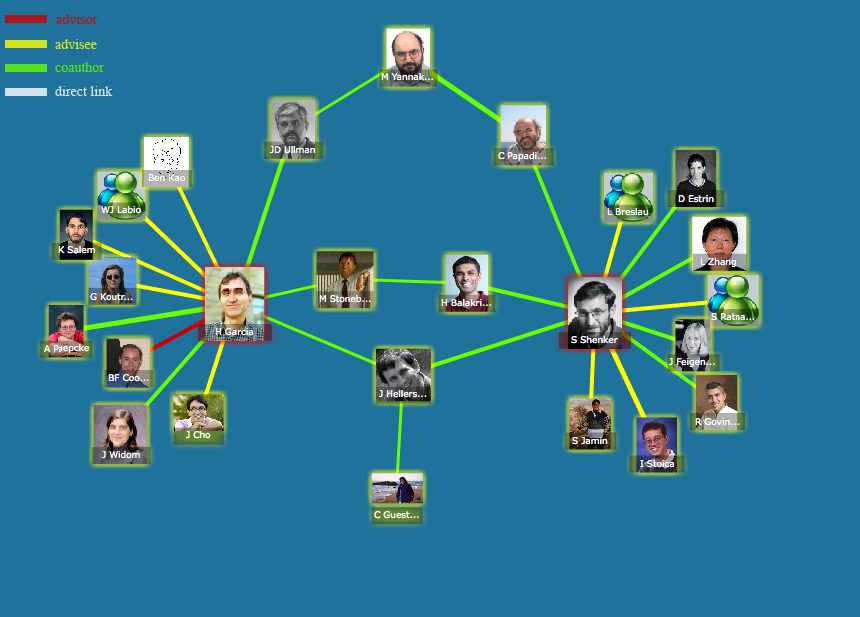 advisor
advisee
coauthor
direct link
M Yannak...
JD Ullman
C Papadi...
Ben Kao
WJ Labio
K Salem
G Koutr...
A Paepcke
BF Coo...
J Widom
J Cho
H Garcia
M Stoneb...
H Balakri...
J Hellers...
C Guest...
S Shenker
L Breslau
D Estrin
L Zhang
S Ratna...
J Feigen...
R Govin...
I Stoica
S Jamin